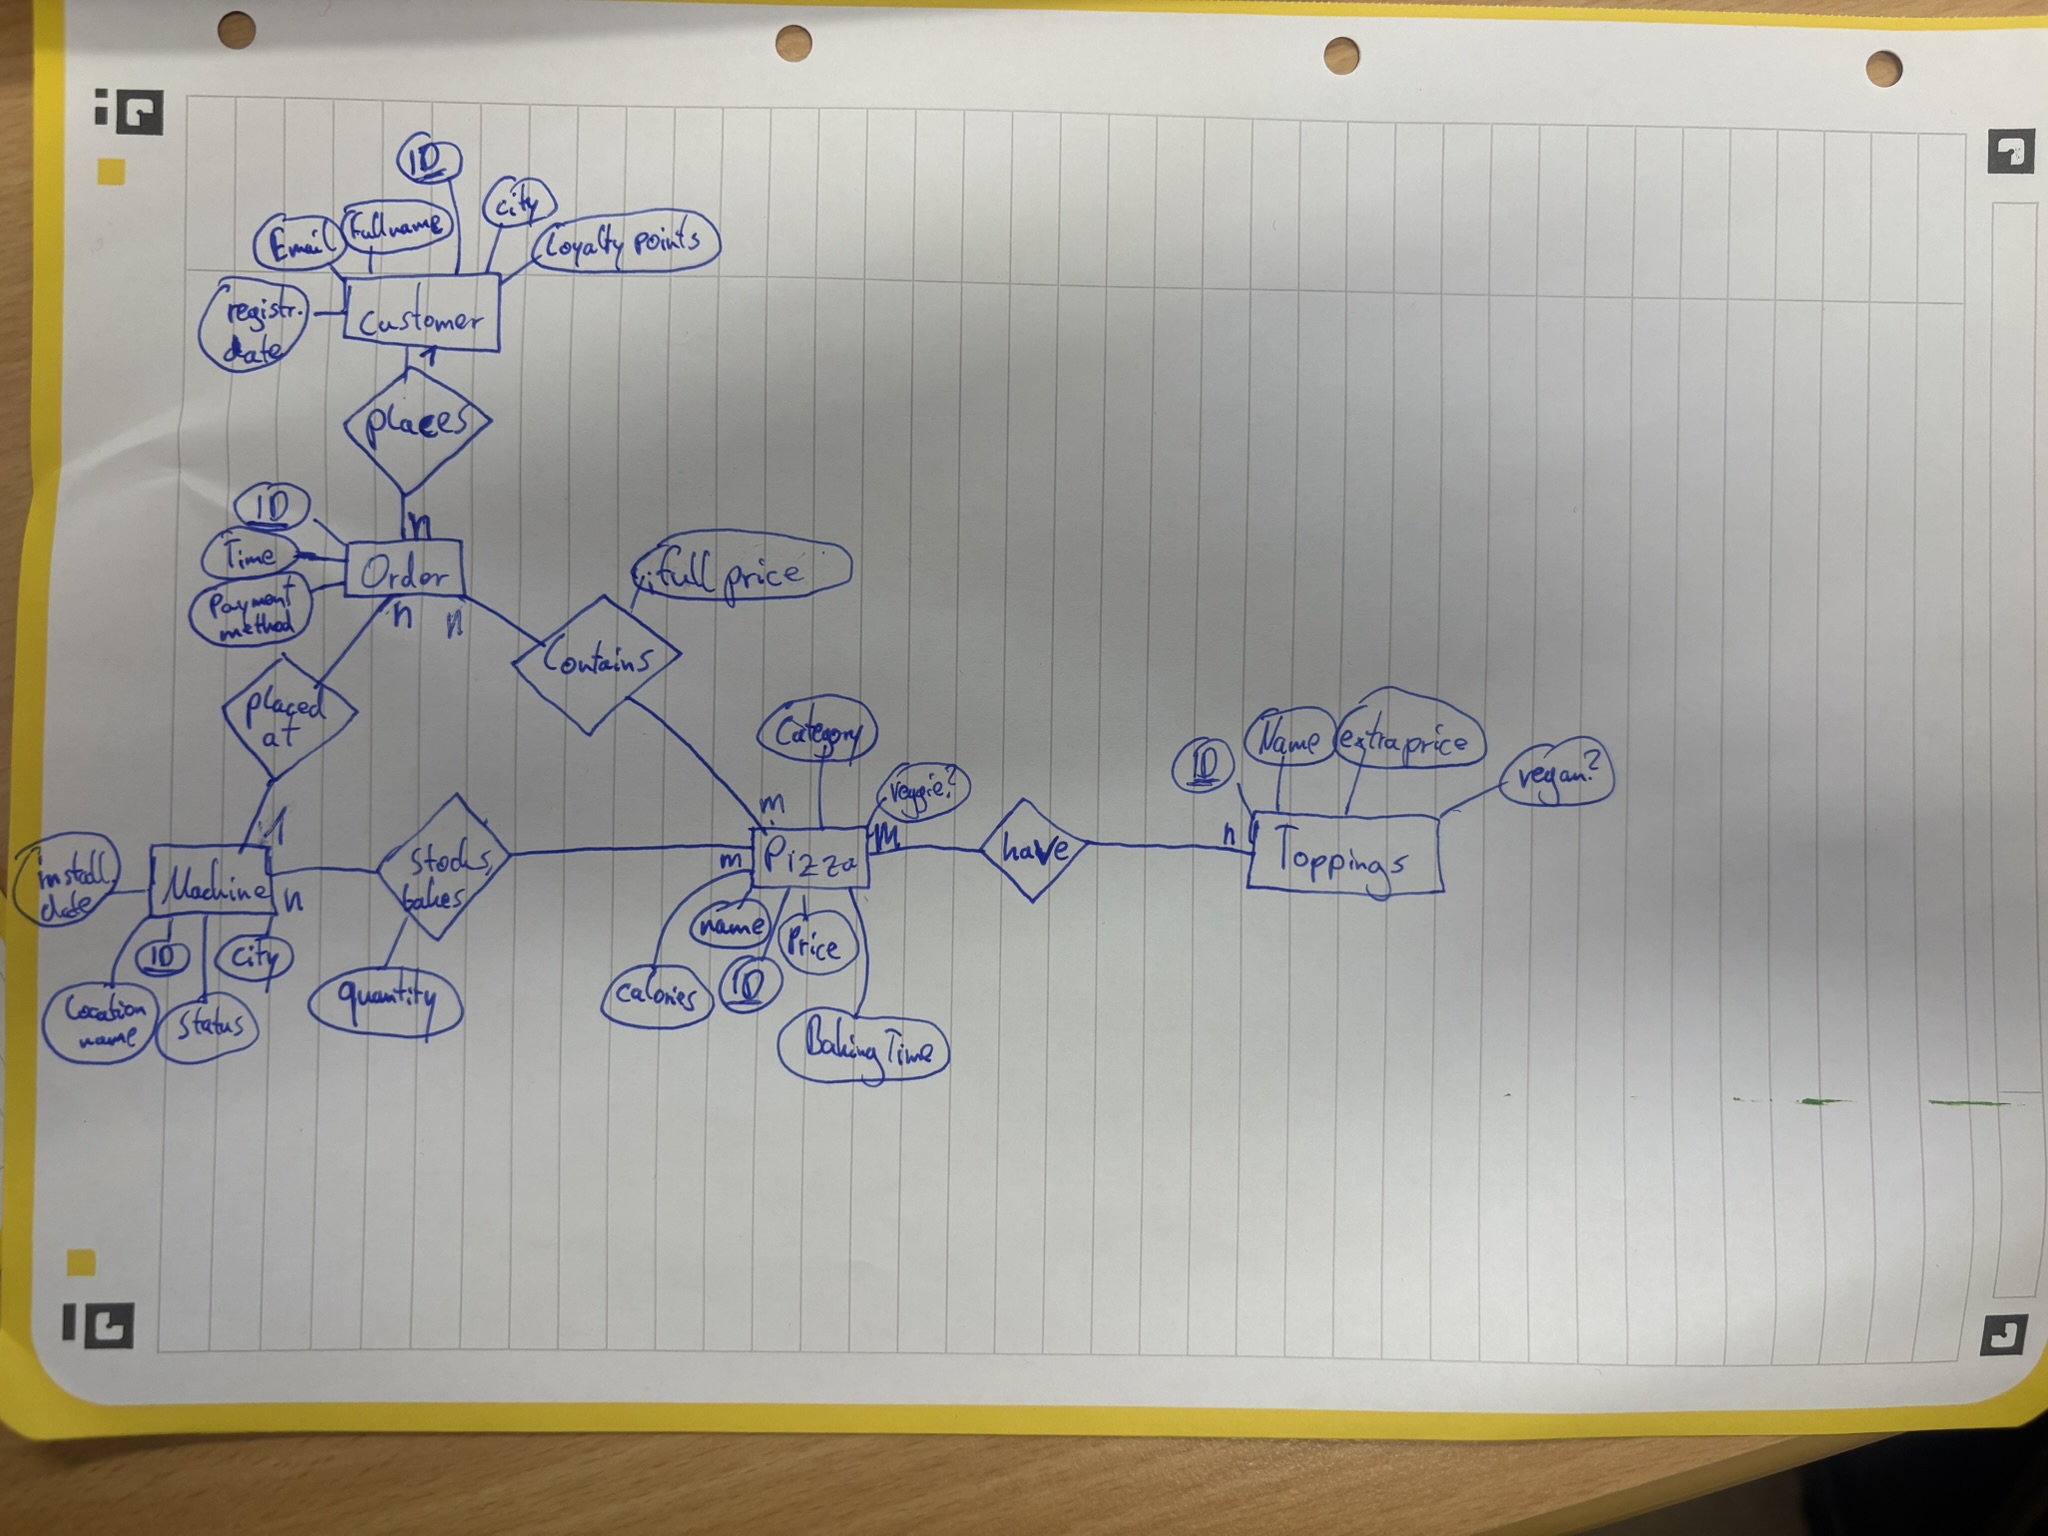 ID
city
Fullname
Email
Loyalty points
registr.
date
Customer
1
places
n
ID
Time
Order
Payment
method
n
n
full price
Contains
placed
at
Category
Name
extraprice
ID
vegan?
veggie?
m
1
m
Pizza
M
have
n
Toppings
install.
date
Machine
n
stocks,
bakes
name
Price
ID
city
calories
ID
quantity
Location
name
Status
Baking Time